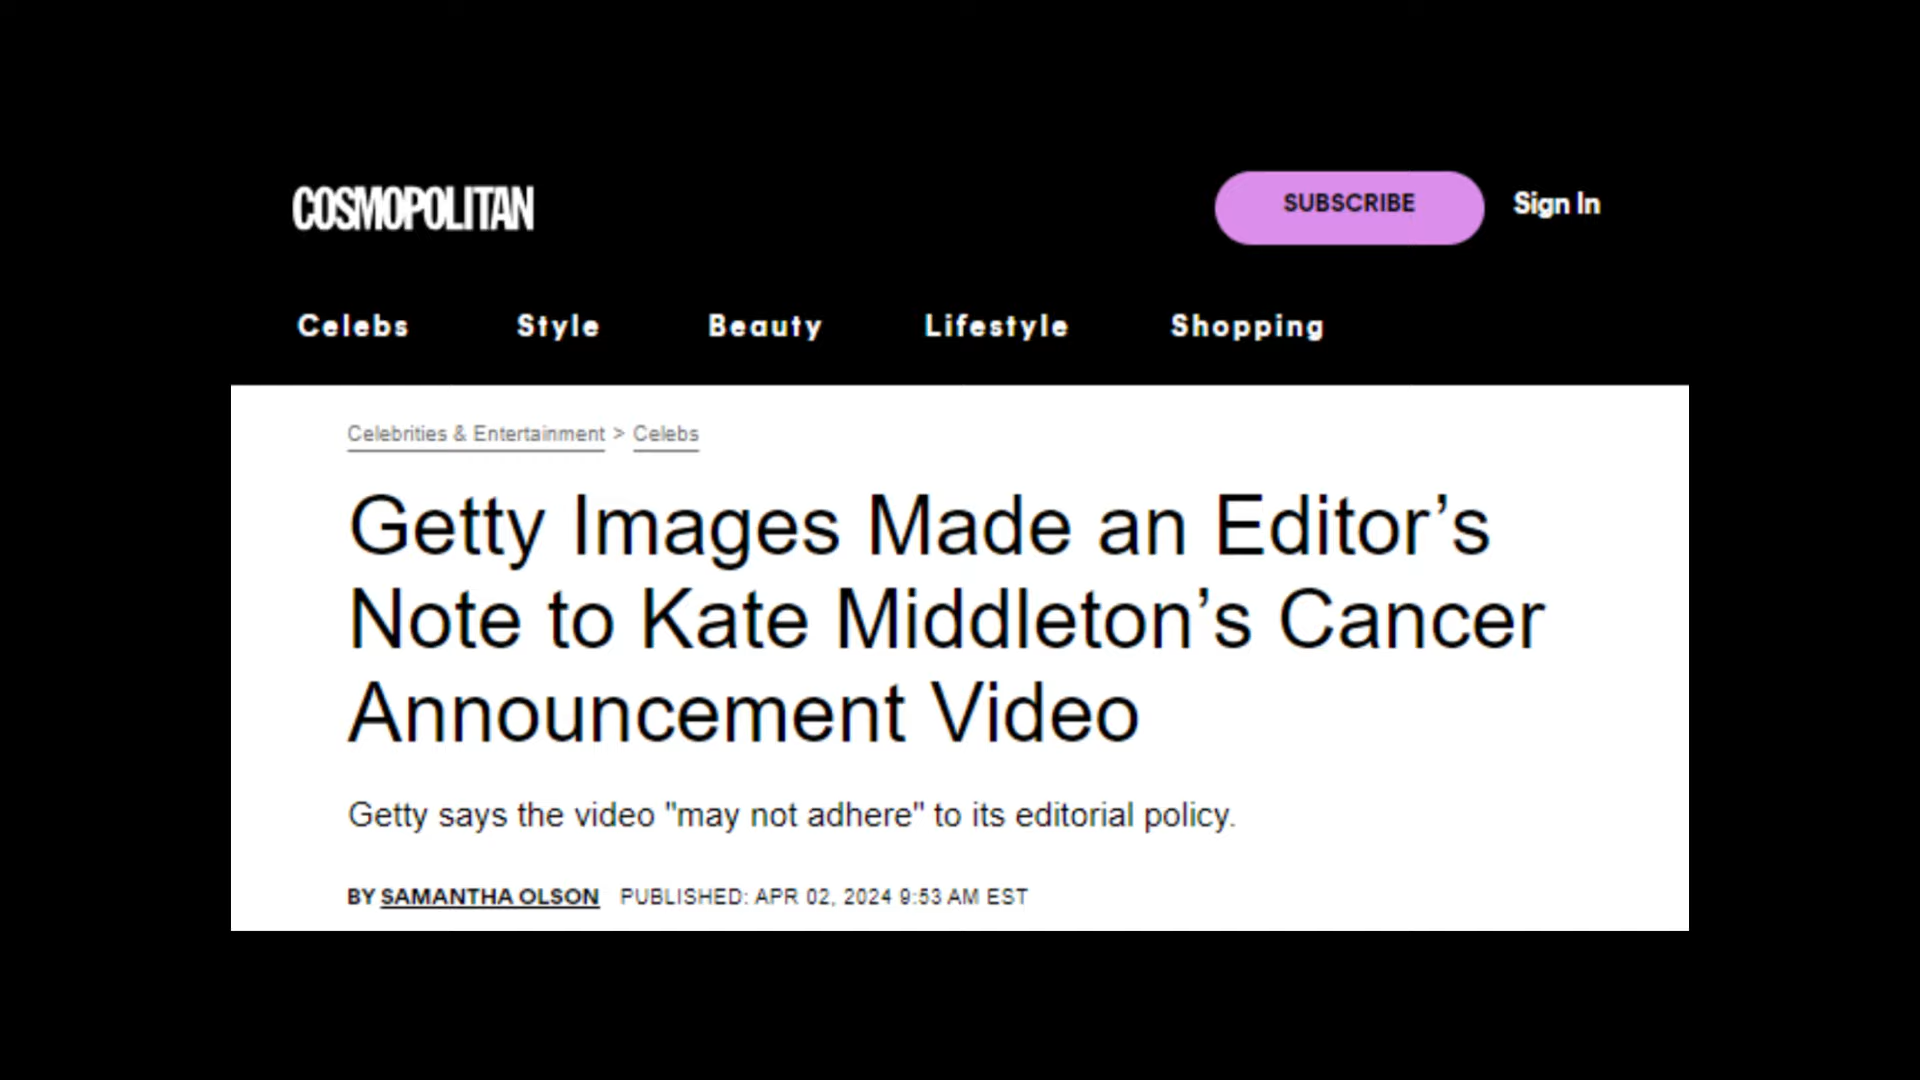 COSMOPOLITAN
SUBSCRIBE
Sign In
Celebs Style Beauty Lifestyle Shopping
Celebrities & Entertainment > Celebs
Getty Images Made an Editor’s
Note to Kate Middleton’s Cancer
Announcement Video
Getty says the video "may not adhere" to its editorial policy.
BY SAMANTHA OLSON PUBLISHED: APR 02, 2024 9:53 AM EST